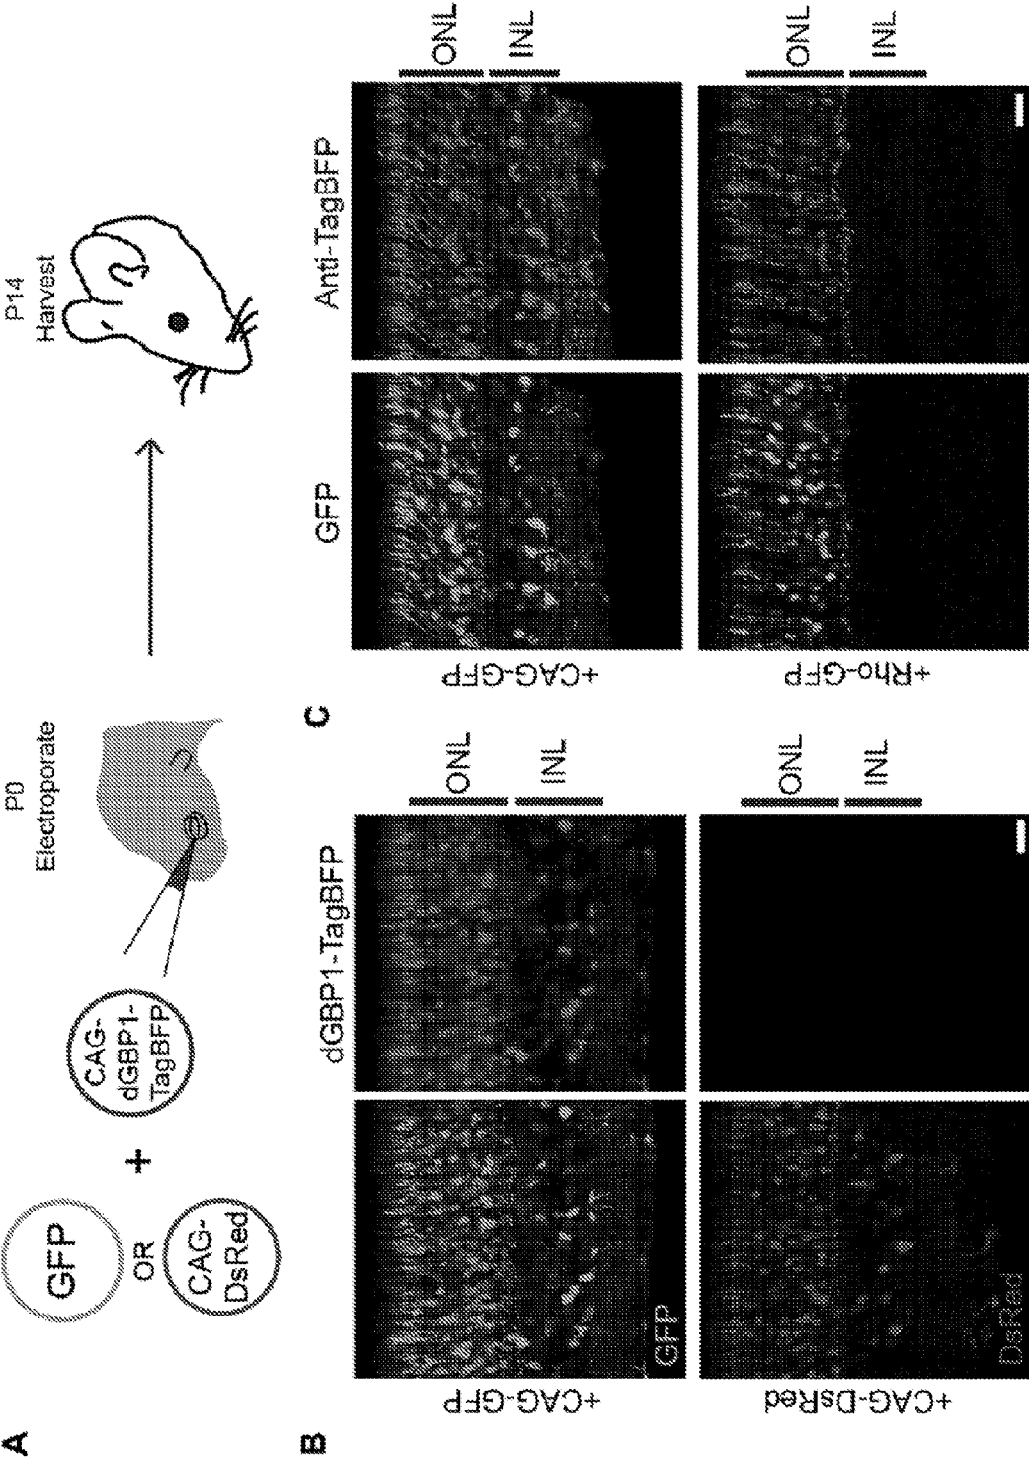 A
GFP
OR
CAG-
DsRed
+
CAG-
dGBP1-
TagBFP
P0
Electroporate
P14
Harvest
B
dGBP1-TagBFP
+CAG-GFP
GFP
ONL
INL
+CAG-DsRed
DsRed
ONL
INL
C
GFP
Anti-TagBFP
+CAG-GFP
ONL
INL
+Rho-GFP
ONL
INL